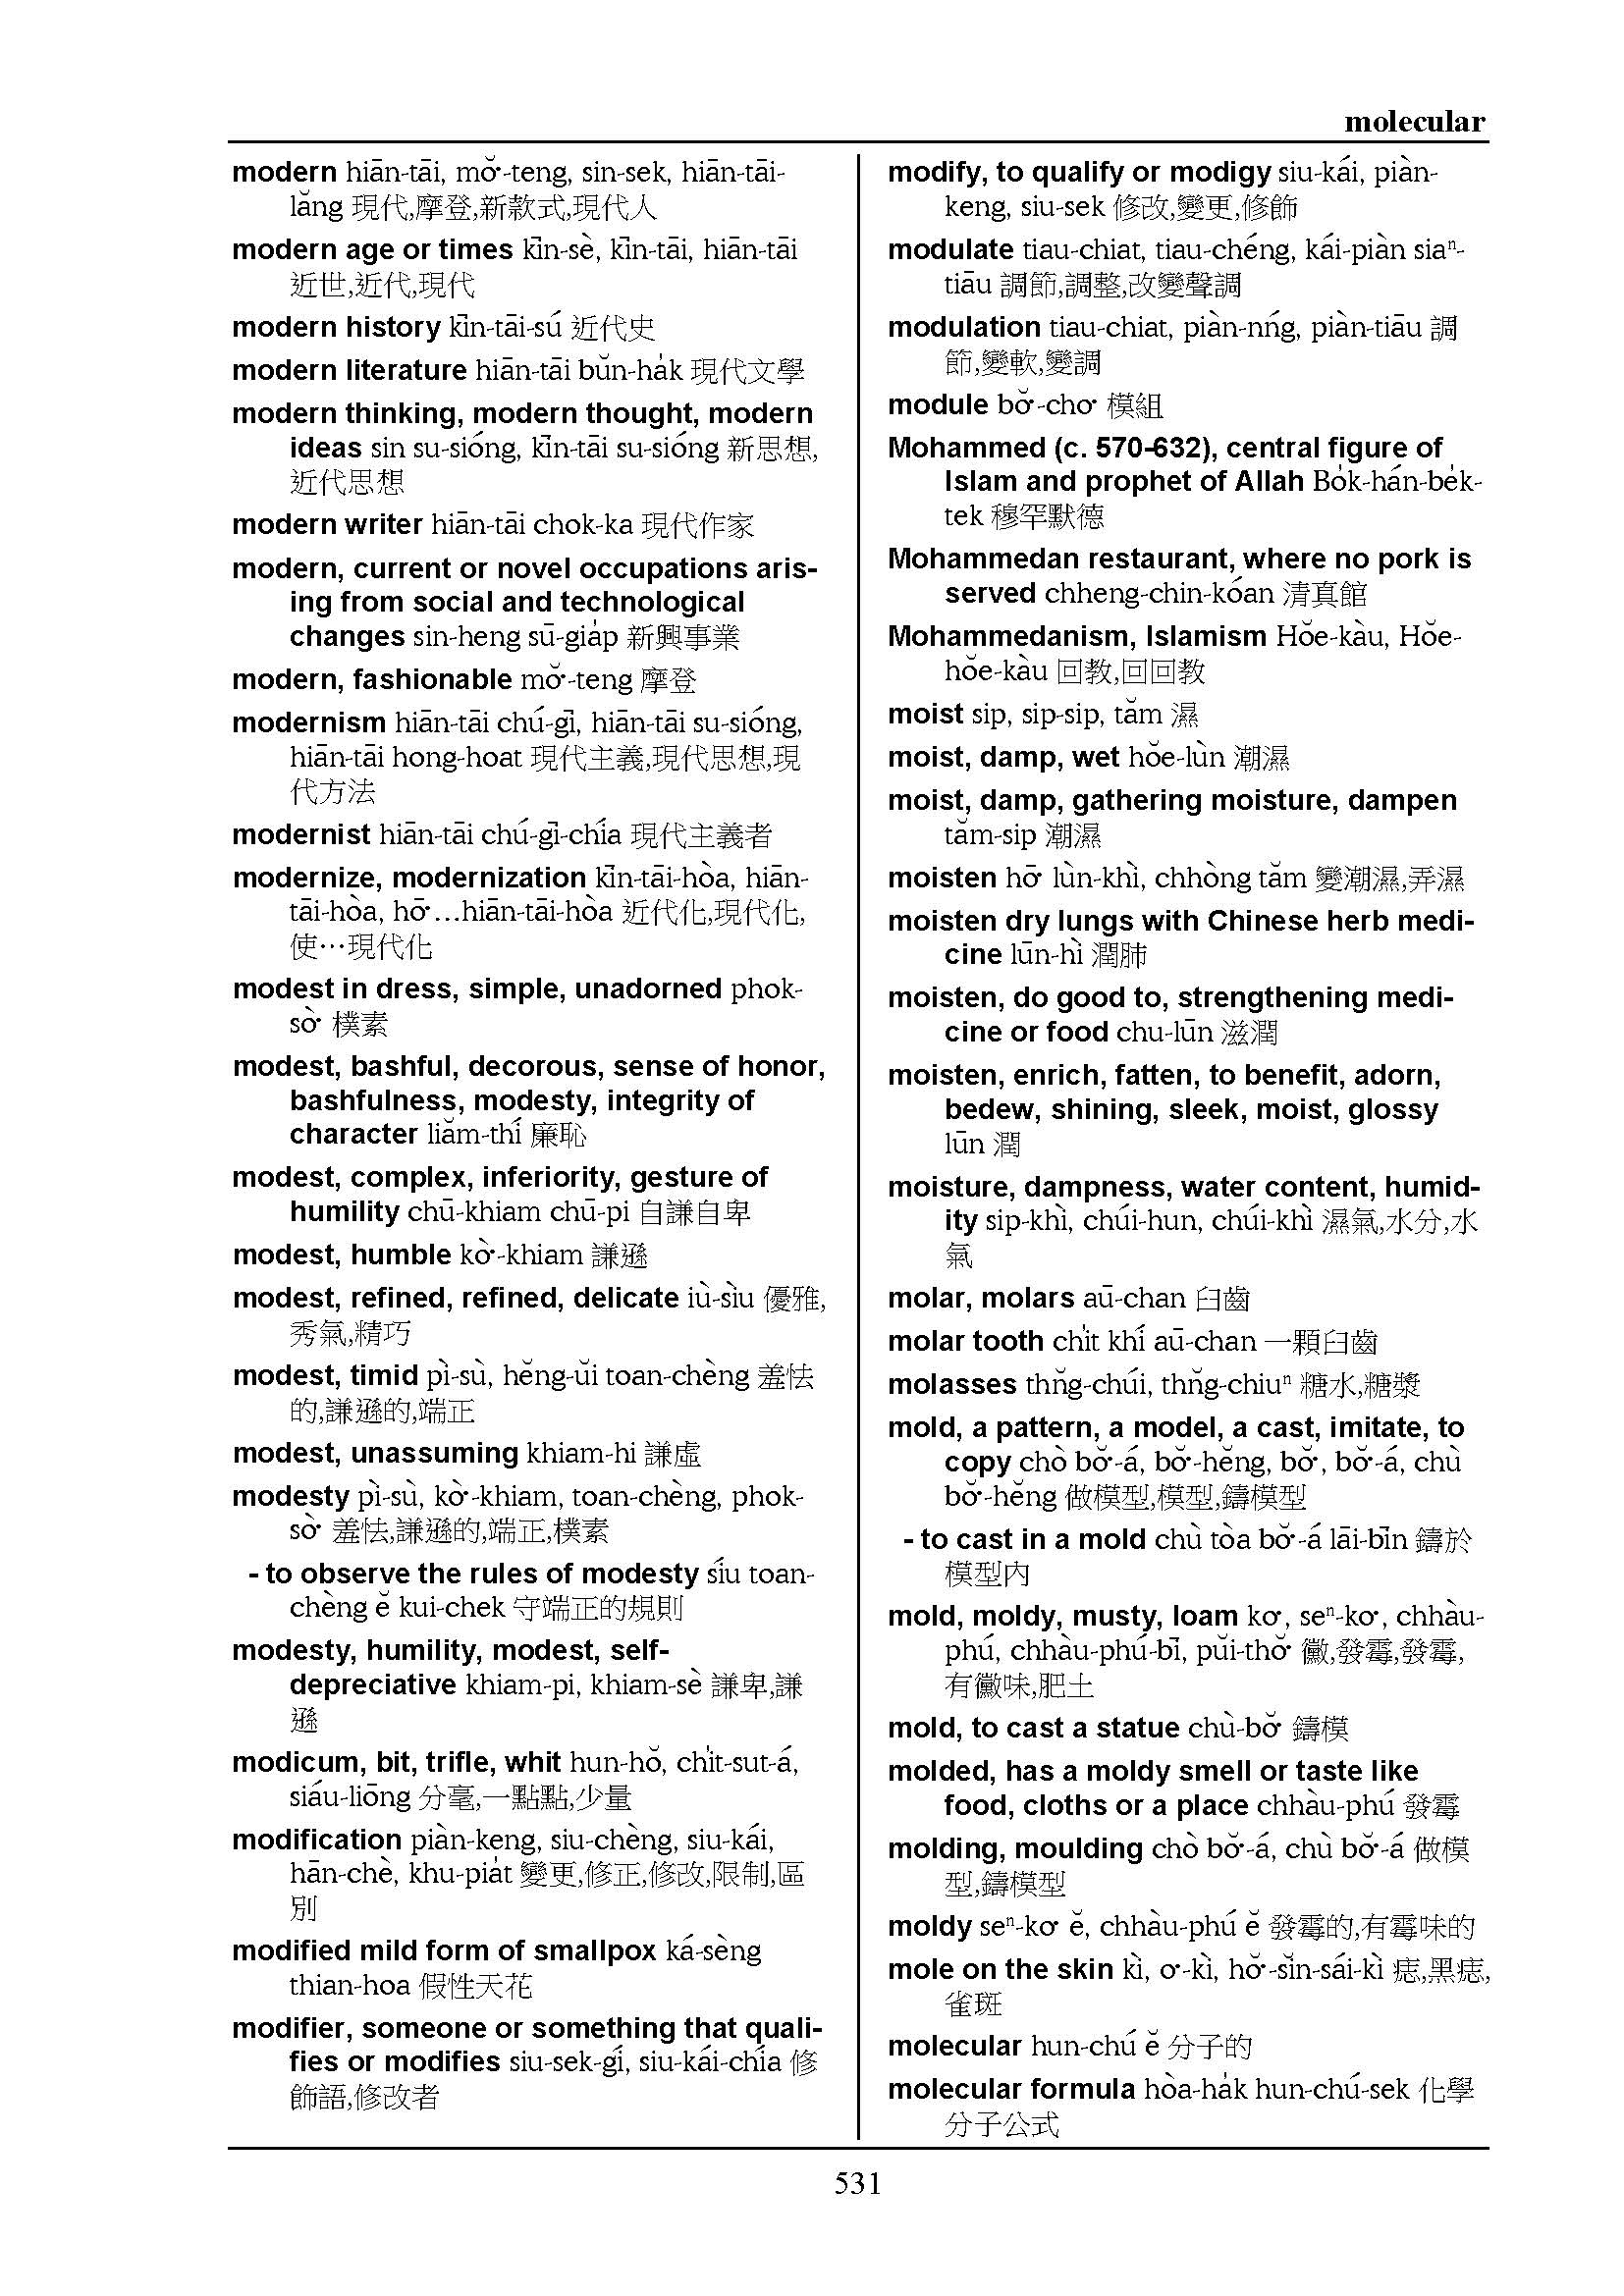 molecular
modern hiān-tāi, mŏ͘-teng, sin-sek, hiān-tāi-
lăng 現代,摩登,新款式,現代人
modern age or times kīn-sè, kīn-tāi, hiān-tāi
近世,近代,現代
modern history kīn-tāi-sú 近代史
modern literature hiān-tāi bŭn-ha̍k 現代文學
modern thinking, modern thought, modern
ideas sin su-sióng, kīn-tāi su-sióng 新思想,
近代思想
modern writer hiān-tāi chok-ka 現代作家
modern, current or novel occupations aris-
ing from social and technological
changes sin-heng sū-gia̍p 新興事業
modern, fashionable mŏ͘-teng 摩登
modernism hiān-tāi chú-gī, hiān-tāi su-sióng,
hiān-tāi hong-hoat 現代主義,現代思想,現
代方法
modernist hiān-tāi chú-gī-chía 現代主義者
modernize, modernization kīn-tāi-hòa, hiān-
tāi-hòa, hō͘…hiān-tāi-hòa 近代化,現代化,
使…現代化
modest in dress, simple, unadorned phok-
sò͘ 樸素
modest, bashful, decorous, sense of honor,
bashfulness, modesty, integrity of
character liăm-thí 廉恥
modest, complex, inferiority, gesture of
humility chū-khiam chū-pi 自謙自卑
modest, humble kò͘-khiam 謙遜
modest, refined, refined, delicate iù-sìu 優雅,
秀氣,精巧
modest, timid pì-sù, hĕng-ŭi toan-chèng 羞怯
的,謙遜的,端正
modest, unassuming khiam-hi 謙虛
modesty pì-sù, kò͘-khiam, toan-chèng, phok-
sò͘ 羞怯,謙遜的,端正,樸素
- to observe the rules of modesty síu toan-
chèng ĕ kui-chek 守端正的規則
modesty, humility, modest, self-
depreciative khiam-pi, khiam-sè 謙卑,謙
遜
modicum, bit, trifle, whit hun-hŏ, chi̍t-sut-á,
siáu-liōng 分毫,一點點,少量
modification piàn-keng, siu-chèng, siu-kái,
hān-chè, khu-pia̍t 變更,修正,修改,限制,區
別
modified mild form of smallpox ká-sèng
thian-hoa 假性天花
modifier, someone or something that quali-
fies or modifies siu-sek-gí, siu-kái-chía 修
飾語,修改者
modify, to qualify or modigy siu-kái, piàn-
keng, siu-sek 修改,變更,修飾
modulate tiau-chiat, tiau-chéng, kái-piàn siaⁿ-
tiāu 調節,調整,改變聲調
modulation tiau-chiat, piàn-nńg, piàn-tiāu 調
節,變軟,變調
module bŏ͘-cho͘ 模組
Mohammed (c. 570-632), central figure of
Islam and prophet of Allah Bo̍k-hán-be̍k-
tek 穆罕默德
Mohammedan restaurant, where no pork is
served chheng-chin-kóan 清真館
Mohammedanism, Islamism Hŏe-kàu, Hŏe-
hŏe-kàu 回教,回回教
moist sip, sip-sip, tăm 濕
moist, damp, wet hŏe-lùn 潮濕
moist, damp, gathering moisture, dampen
tăm-sip 潮濕
moisten hō͘ lùn-khì, chhòng tăm 變潮濕,弄濕
moisten dry lungs with Chinese herb medi-
cine lūn-hì 潤肺
moisten, do good to, strengthening medi-
cine or food chu-lūn 滋潤
moisten, enrich, fatten, to benefit, adorn,
bedew, shining, sleek, moist, glossy
lūn 潤
moisture, dampness, water content, humid-
ity sip-khì, chúi-hun, chúi-khì 濕氣,水分,水
氣
molar, molars aū-chan 臼齒
molar tooth chi̍t khí aū-chan 一顆臼齒
molasses thn̆g-chúi, thn̆g-chiuⁿ 糖水,糖漿
mold, a pattern, a model, a cast, imitate, to
copy chò bŏ͘-á, bŏ͘-hĕng, bŏ͘, bŏ͘-á, chù
bŏ͘-hĕng 做模型,模型,鑄模型
- to cast in a mold chù tòa bŏ͘-á lāi-bīn 鑄於
模型內
mold, moldy, musty, loam ko͘, seⁿ-ko͘, chhàu-
phú, chhàu-phú-bī, pŭi-thŏ͘ 黴,發霉,發霉,
有黴味,肥土
mold, to cast a statue chù-bŏ͘ 鑄模
molded, has a moldy smell or taste like
food, cloths or a place chhàu-phú 發霉
molding, moulding chò bŏ͘-á, chù bŏ͘-á 做模
型,鑄模型
moldy seⁿ-ko͘ ĕ, chhàu-phú ĕ 發霉的,有霉味的
mole on the skin kì, o͘-kì, hŏ͘-sĭn-sái-kì 痣,黑痣,
雀斑
molecular hun-chú ĕ 分子的
molecular formula hòa-ha̍k hun-chú-sek 化學
分子公式
531